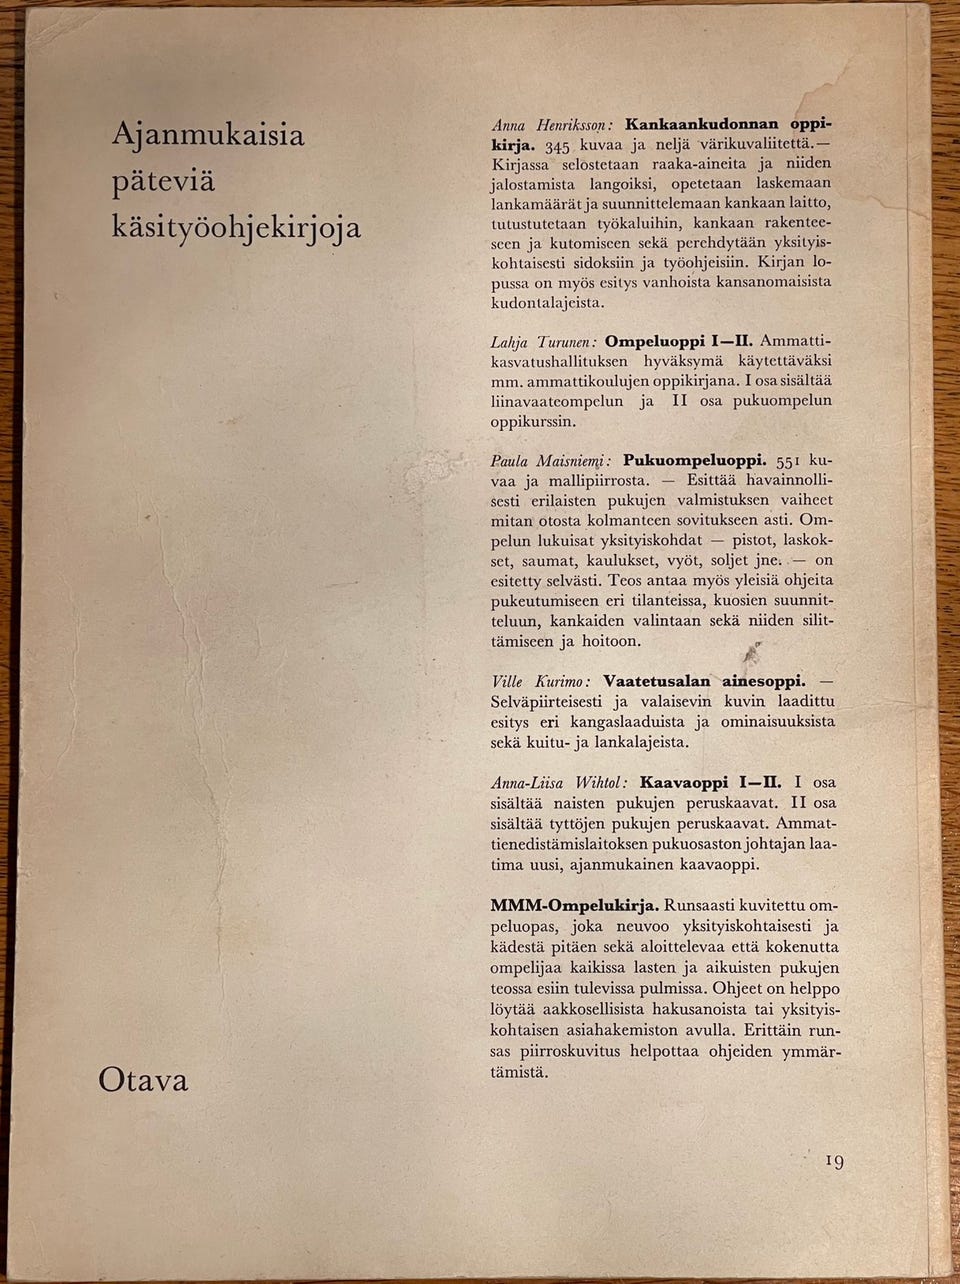 Ajanmukaisia
päteviä
käsityöohjekirjoja
Anna Henriksson: Kankaankudonnan oppi-
kirja. 345 kuvaa ja neljä värikuvaliitettä.—
Kirjassa selostetaan raaka-aineita ja niiden
jalostamista langoiksi, opetetaan laskemaan
lankamäärät ja suunnittelemaan kankaan laitto,
tutustutetaan työkaluihin, kankaan rakentee-
seen ja kutomiseen sekä perehdytään yksityis-
kohtaisesti sidoksiin ja työohjeisiin. Kirjan lo-
pussa on myös esitys vanhoista kansanomaisista
kudontalajeista.
Lahja Turunen: Ompeluoppi I—II. Ammatti-
kasvatushallituksen hyväksymä käytettäväksi
mm. ammattikoulujen oppikirjana. I osa sisältää
liinavaateompelun ja II osa pukuompelun
oppikurssin.
Paula Maisniemi: Pukuompeluoppi. 551 ku-
vaa ja mallipiirrosta. — Esittää havainnolli-
sesti erilaisten pukujen valmistuksen vaiheet
mitan otosta kolmanteen sovitukseen asti. Om-
pelun lukuisat yksityiskohdat — pistot, laskok-
set, saumat, kaulukset, vyöt, soljet jne. — on
esitetty selvästi. Teos antaa myös yleisiä ohjeita
pukeutumiseen eri tilanteissa, kuosien suunnit-
teluun, kankaiden valintaan sekä niiden silit-
tämiseen ja hoitoon.
Ville Kurimo: Vaatetusalan ainesoppi. —
Selväpiirteisesti ja valaisevin kuvin laadittu
esitys eri kangaslaaduista ja ominaisuuksista
sekä kuitu- ja lankalajeista.
Anna-Liisa Wihtol: Kaavaoppi I—II. I osa
sisältää naisten pukujen peruskaavat. II osa
sisältää tyttöjen pukujen peruskaavat. Ammat-
tienedistämislaitoksen pukuosaston johtajan laa-
tima uusi, ajanmukainen kaavaoppi.
MMM-Ompelukirja. Runsaasti kuvitettu om-
peluopas, joka neuvoo yksityiskohtaisesti ja
kädestä pitäen sekä aloittelevaa että kokenutta
ompelijaa kaikissa lasten ja aikuisten pukujen
teossa esiin tulevissa pulmissa. Ohjeet on helppo
löytää aakkosellisista hakusanoista tai yksityis-
kohtaisen asiahakemiston avulla. Erittäin run-
sas piirroskuvitus helpottaa ohjeiden ymmär-
tämistä.
Otava
19